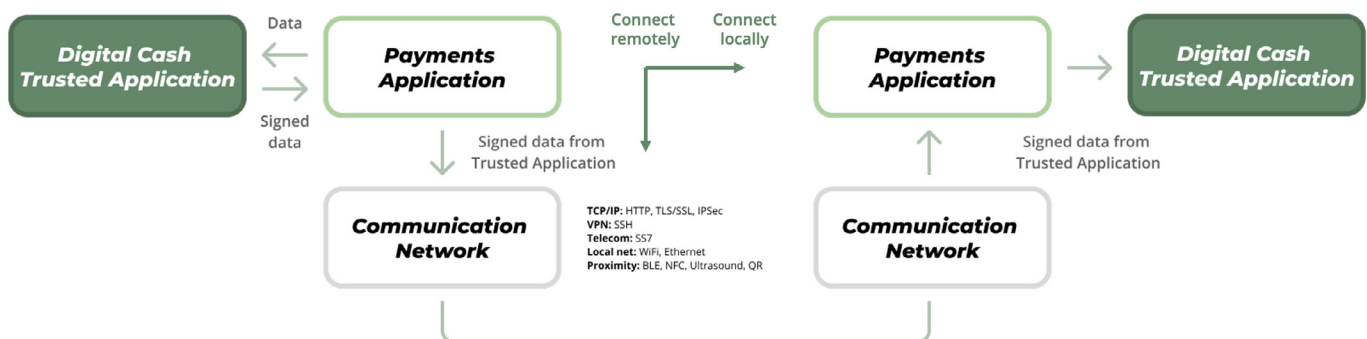 Data
Digital Cash
Trusted Application
Signed
data
Payments
Application
Signed data from
Trusted Application
Communication
Network
Connect
remotely
Connect
locally
TCP/IP: HTTP, TLS/SSL, IPSec
VPN: SSH
Telecom: SS7
Local net: WiFi, Ethernet
Proximity: BLE, NFC, Ultrasound, QR
Payments
Application
Digital Cash
Trusted Application
Signed data from
Trusted Application
Communication
Network